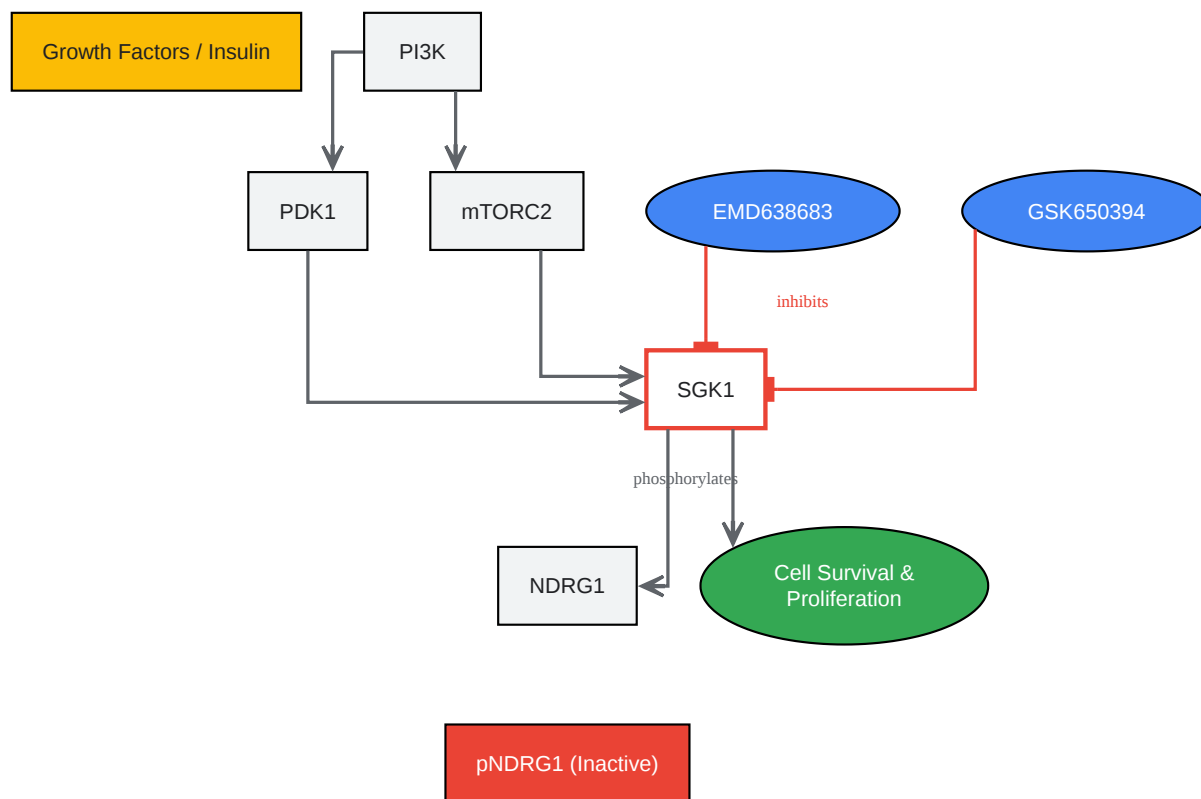 Growth Factors / Insulin
PI3K
PDK1
mTORC2
EMD638683
GSK650394
inhibits
SGK1
phosphorylates
NDRG1
Cell Survival &
Proliferation
pNDRG1 (Inactive)